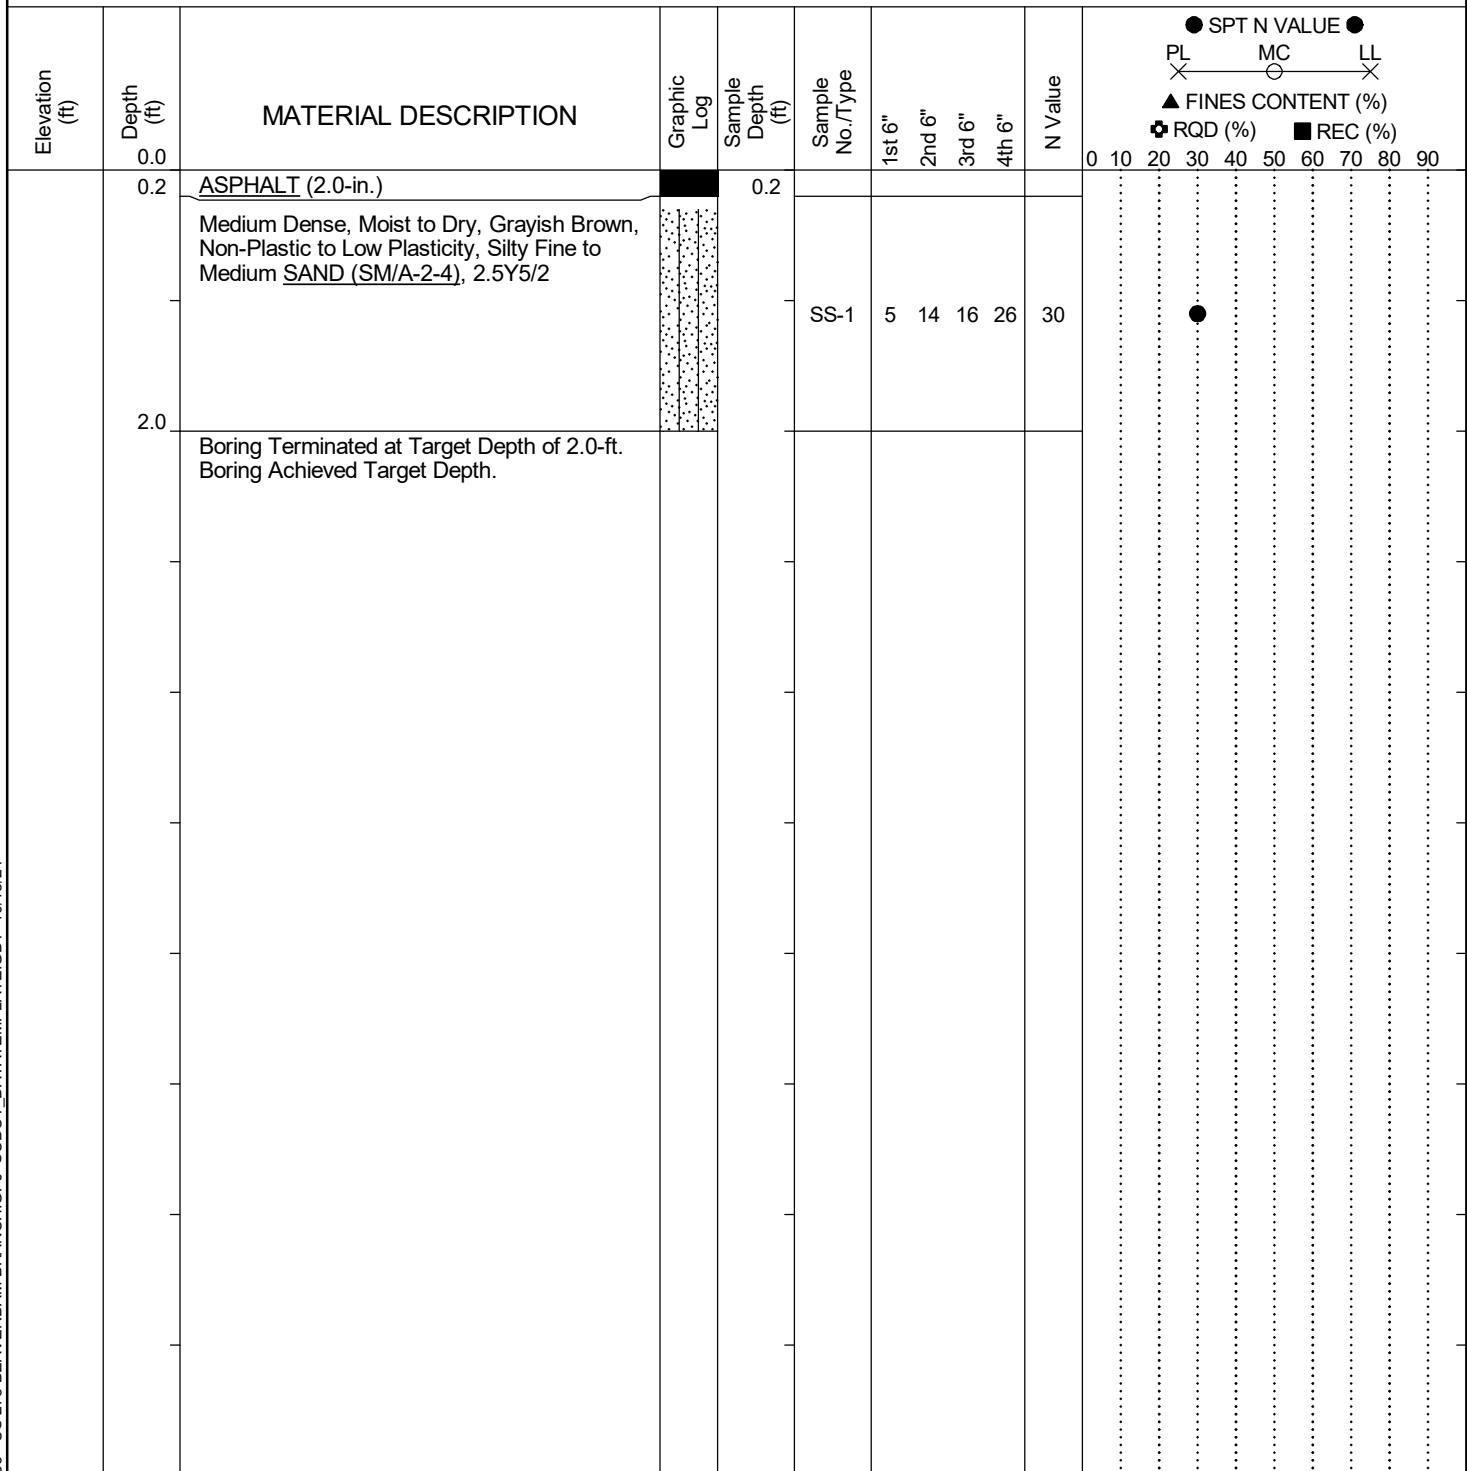 ● SPT N VALUE ●
PL MC LL
▲ FINES CONTENT (%)
RQD (%) ■ REC (%)
0 10 20 30 40 50 60 70 80 90
Elevation
(ft)
Depth
(ft)
0.0
MATERIAL DESCRIPTION
Graphic
Log
Sample
Depth
(ft)
Sample
No./Type
1st 6"
2nd 6"
3rd 6"
4th 6"
N Value
0.2 ASPHALT (2.0-in.) 0.2
Medium Dense, Moist to Dry, Grayish Brown,
Non-Plastic to Low Plasticity, Silty Fine to
Medium SAND (SM/A-2-4), 2.5Y5/2
SS-1 5 14 16 26 30
2.0
Boring Terminated at Target Depth of 2.0-ft.
Boring Achieved Target Depth.